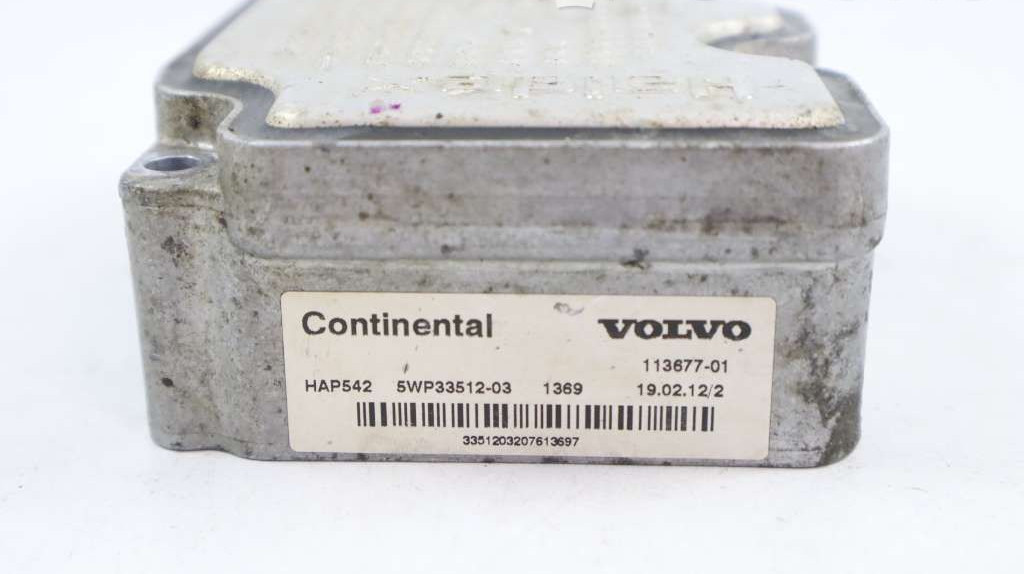 Continental VOLVO
113677-01
HAP542 5WP33512-03 1369 19.02.12/2
3351203207613697